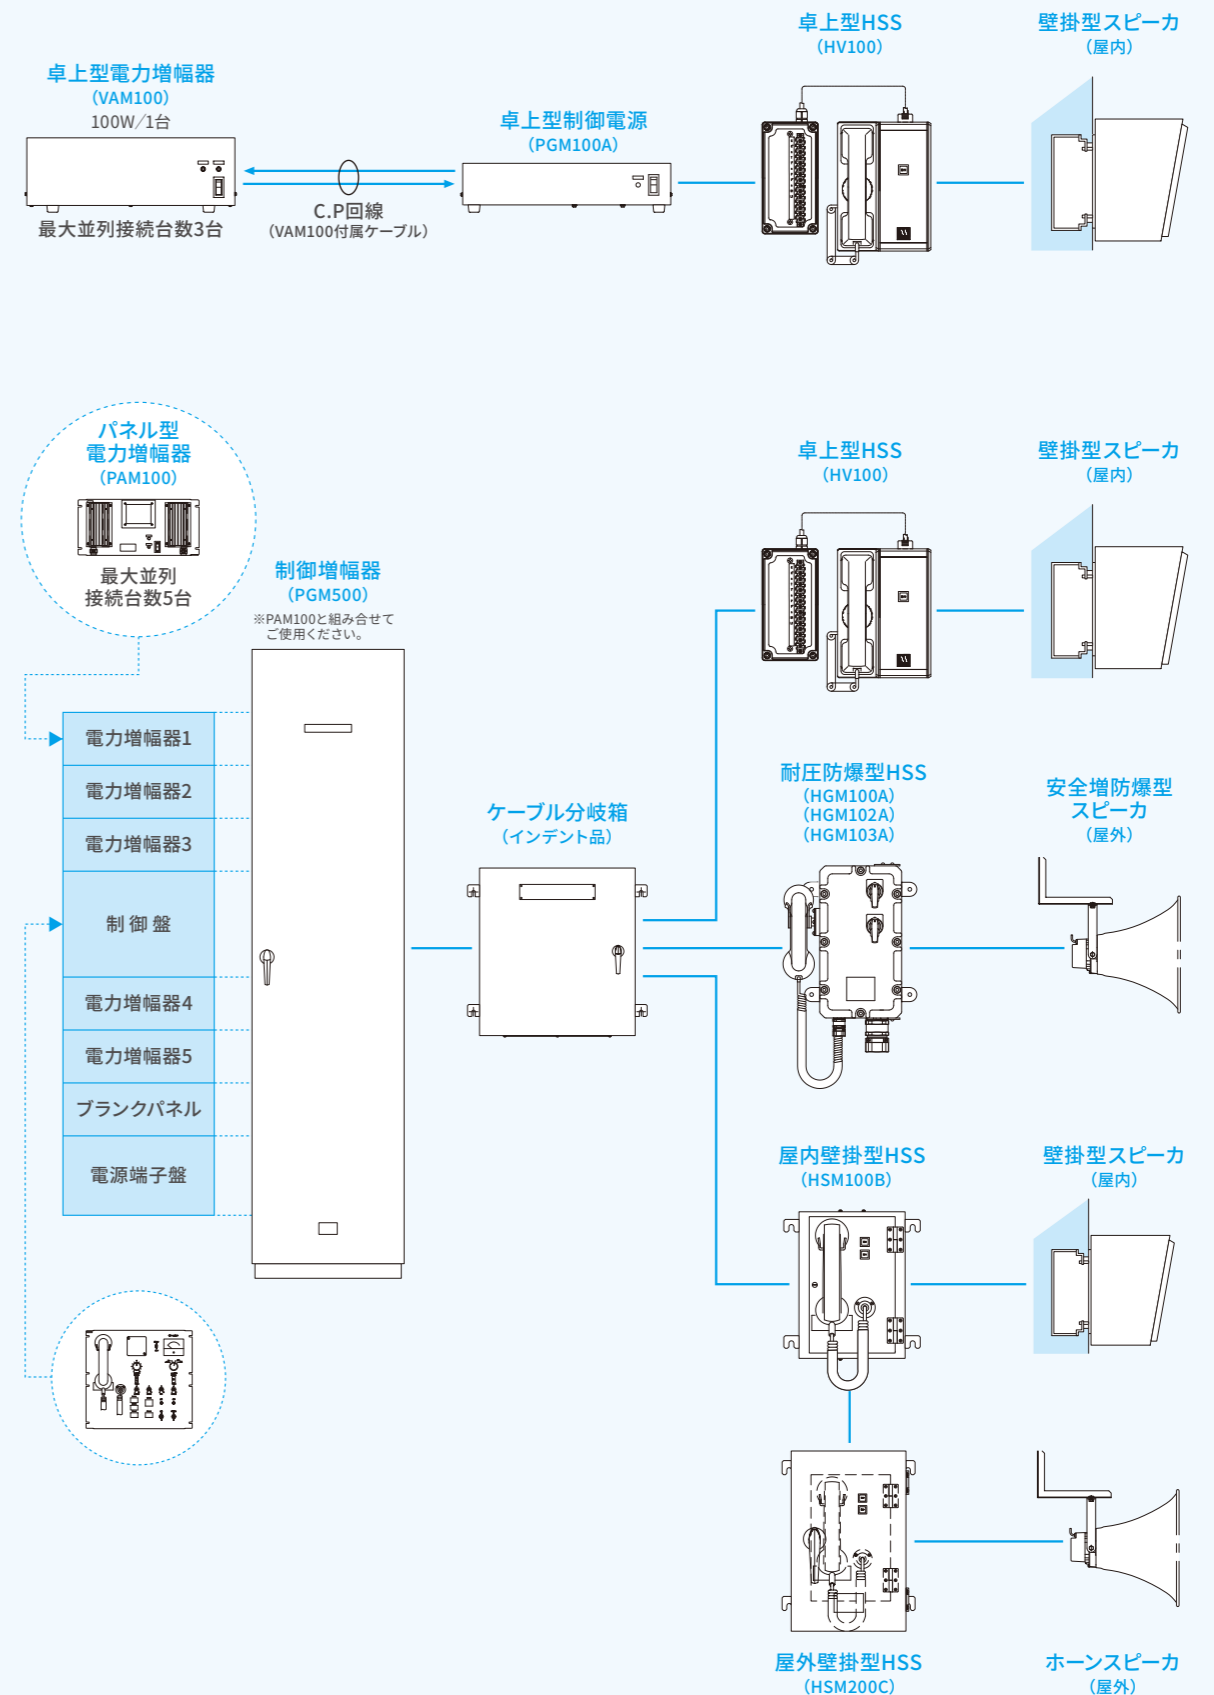 卓上型電力増幅器
(VAM100)
100W/1台
最大並列接続台数3台
C.P回線
(VAM100付属ケーブル)
卓上型制御電源
(PGM100A)
卓上型HSS
(HV100)
壁掛型スピーカ
(屋内)
パネル型
電力増幅器
(PAM100)
最大並列
接続台数5台
制御増幅器
(PGM500)
※PAM100と組み合せて
ご使用ください。
電力増幅器1
電力増幅器2
電力増幅器3
制御盤
電力増幅器4
電力増幅器5
ブランクパネル
電源端子盤
ケーブル分岐箱
(インデント品)
卓上型HSS
(HV100)
壁掛型スピーカ
(屋内)
耐圧防爆型HSS
(HGM100A)
(HGM102A)
(HGM103A)
安全増防爆型
スピーカ
(屋外)
屋内壁掛型HSS
(HSM100B)
壁掛型スピーカ
(屋内)
屋外壁掛型HSS
(HSM200C)
ホーンスピーカ
(屋外)